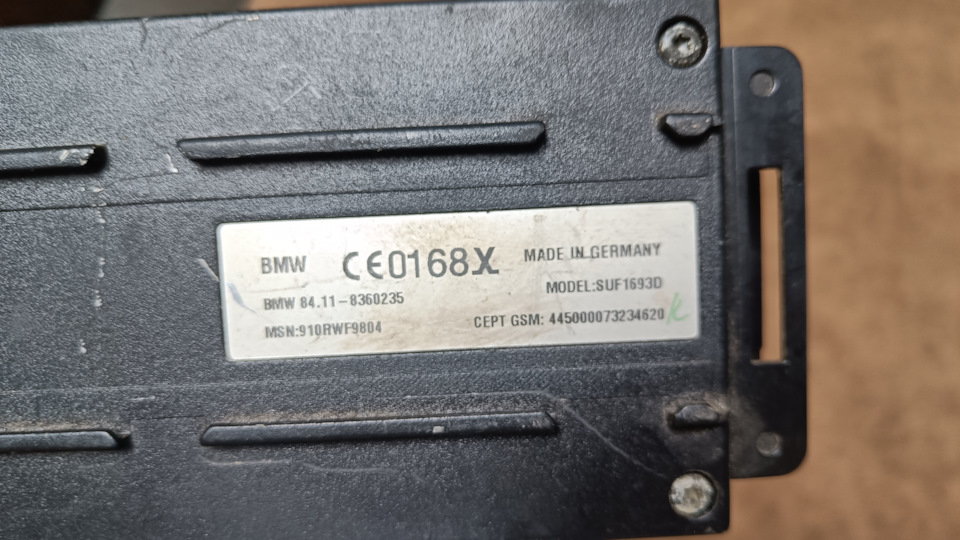 BMW CE0168X MADE IN GERMANY
BMW 84.11-8360235 MODEL:SUF1693D
MSN:910RWF9804 CEPT GSM: 445000073234620 K